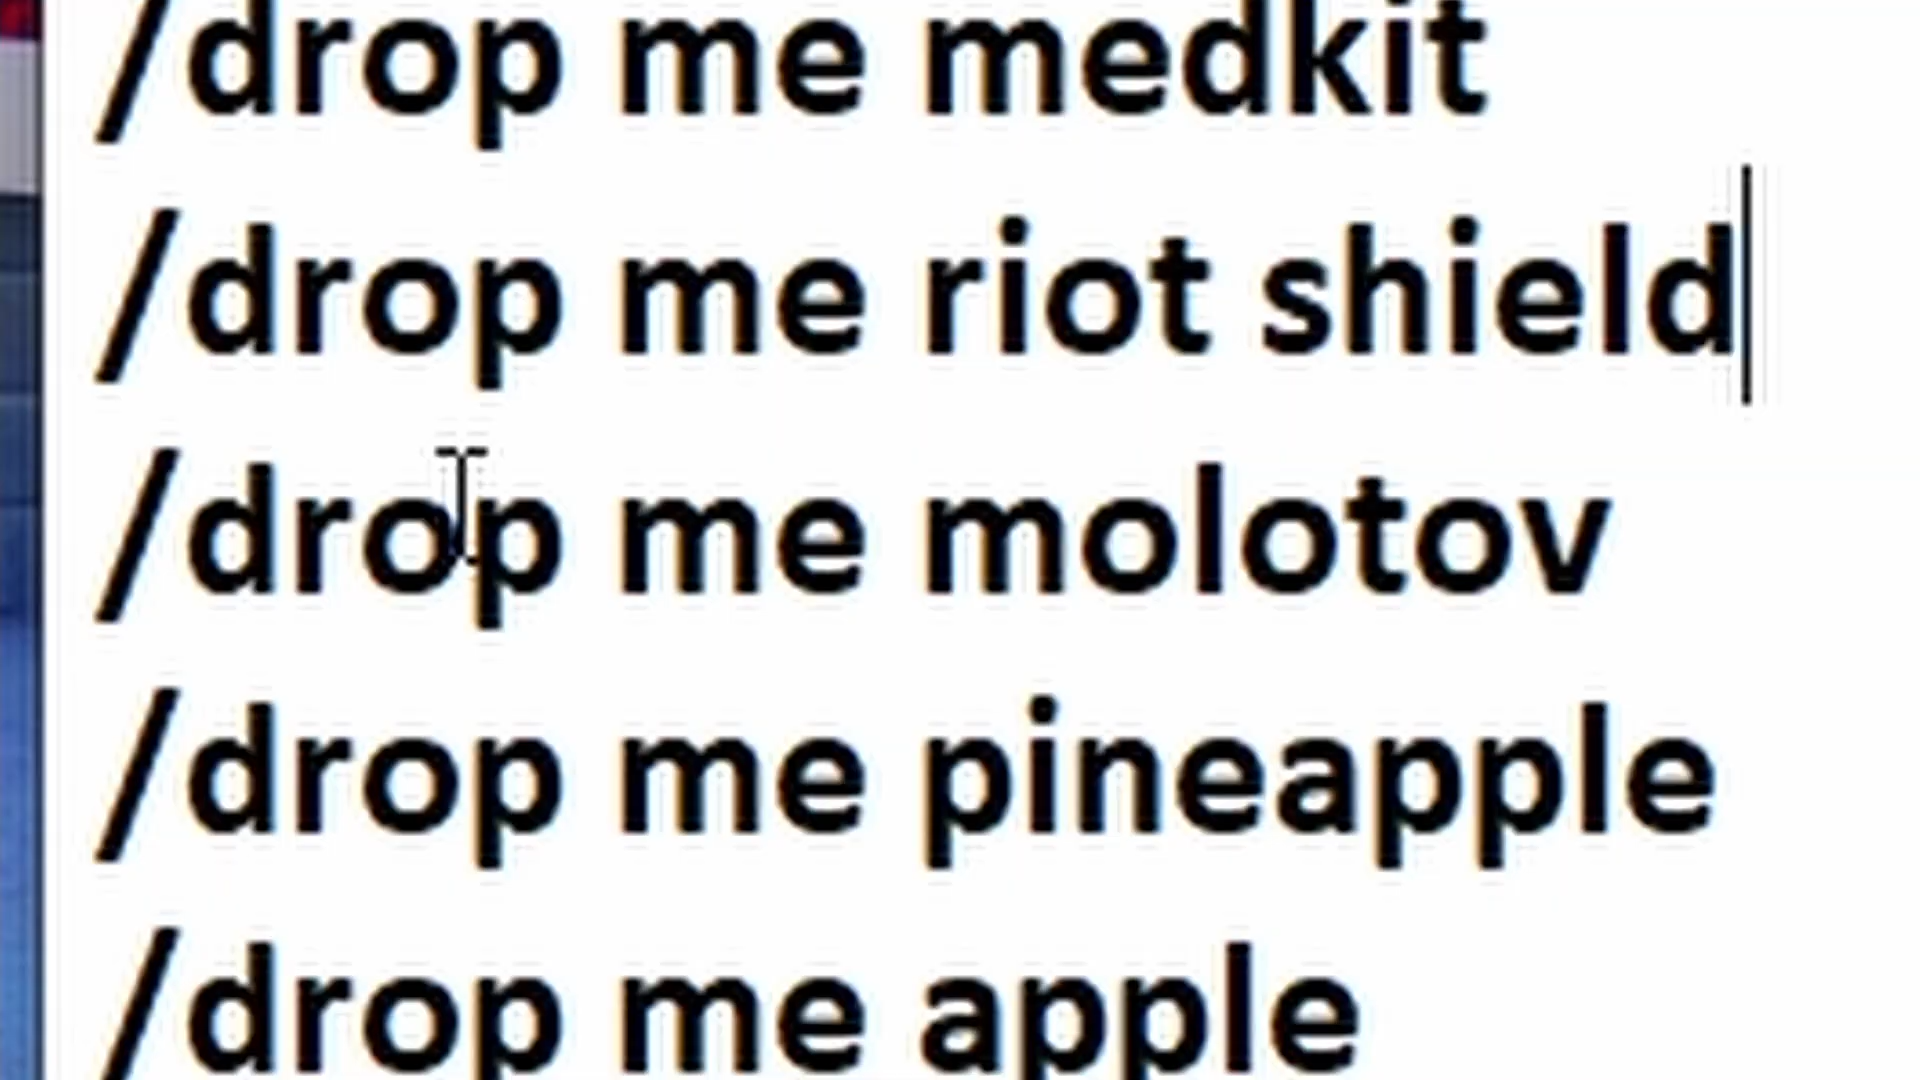 /drop me medkit
/drop me riot shield
/drop me molotov
/drop me pineapple
/drop me apple